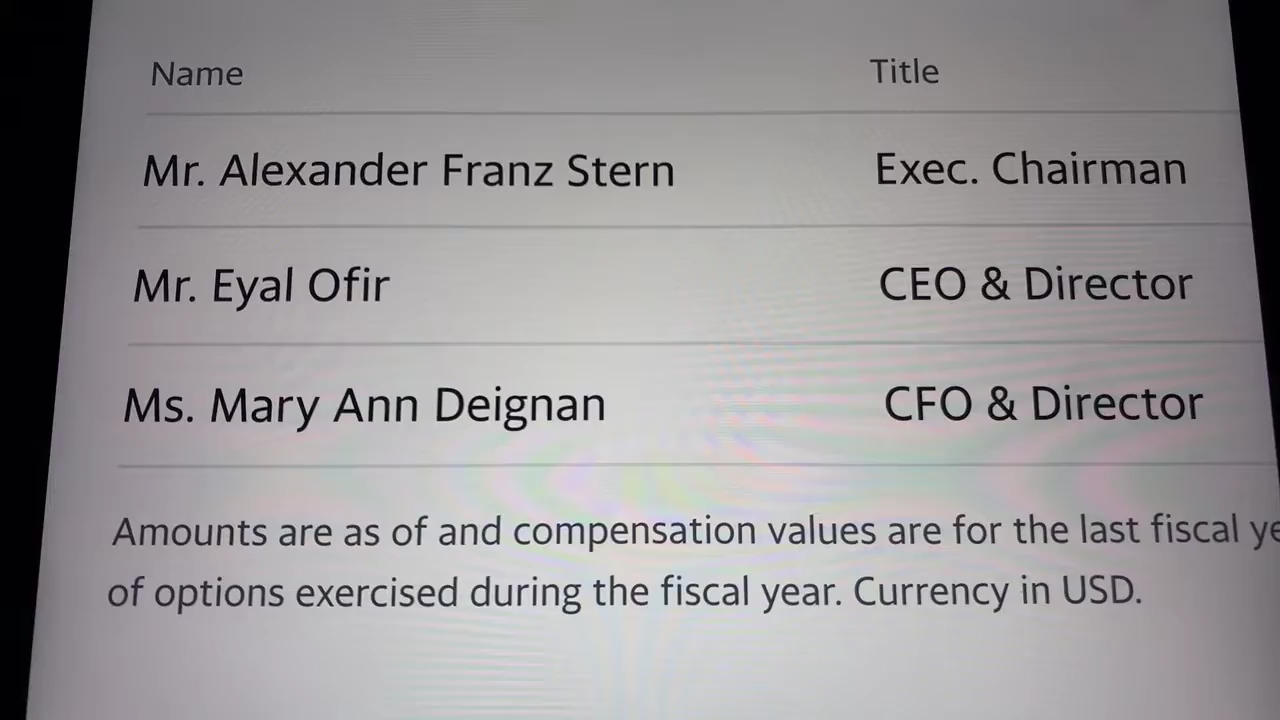 Name Title
Mr. Alexander Franz Stern Exec. Chairman
Mr. Eyal Ofir CEO & Director
Ms. Mary Ann Deignan CFO & Director
Amounts are as of and compensation values are for the last fiscal
of options exercised during the fiscal year. Currency in USD.